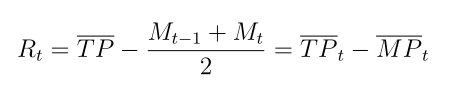 $R_t = \overline{TP} - \frac{M_{t-1} + M_t}{2} = \overline{TP}_t - \overline{MP}_t$